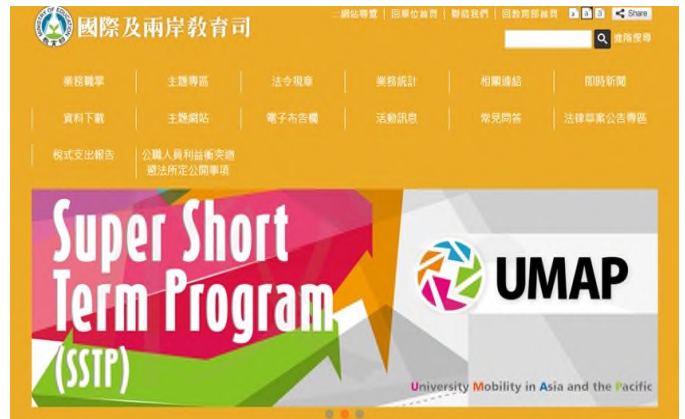 國際及兩岸教育司
:::網站導覽 | 回單位首頁 | 聯絡我們 | 回教育部首頁 a a a Share
進階搜尋
業務職掌 主題專區 法令規章 業務統計 相關連結 即時新聞
資料下載 主題網站 電子布告欄 活動訊息 常見問答 法律草案公告專區
稅式支出報告 公職人員利益衝突迴
避法所定公開事項
Super Short
Term Program
(SSTP)
UMAP
University Mobility in Asia and the Pacific